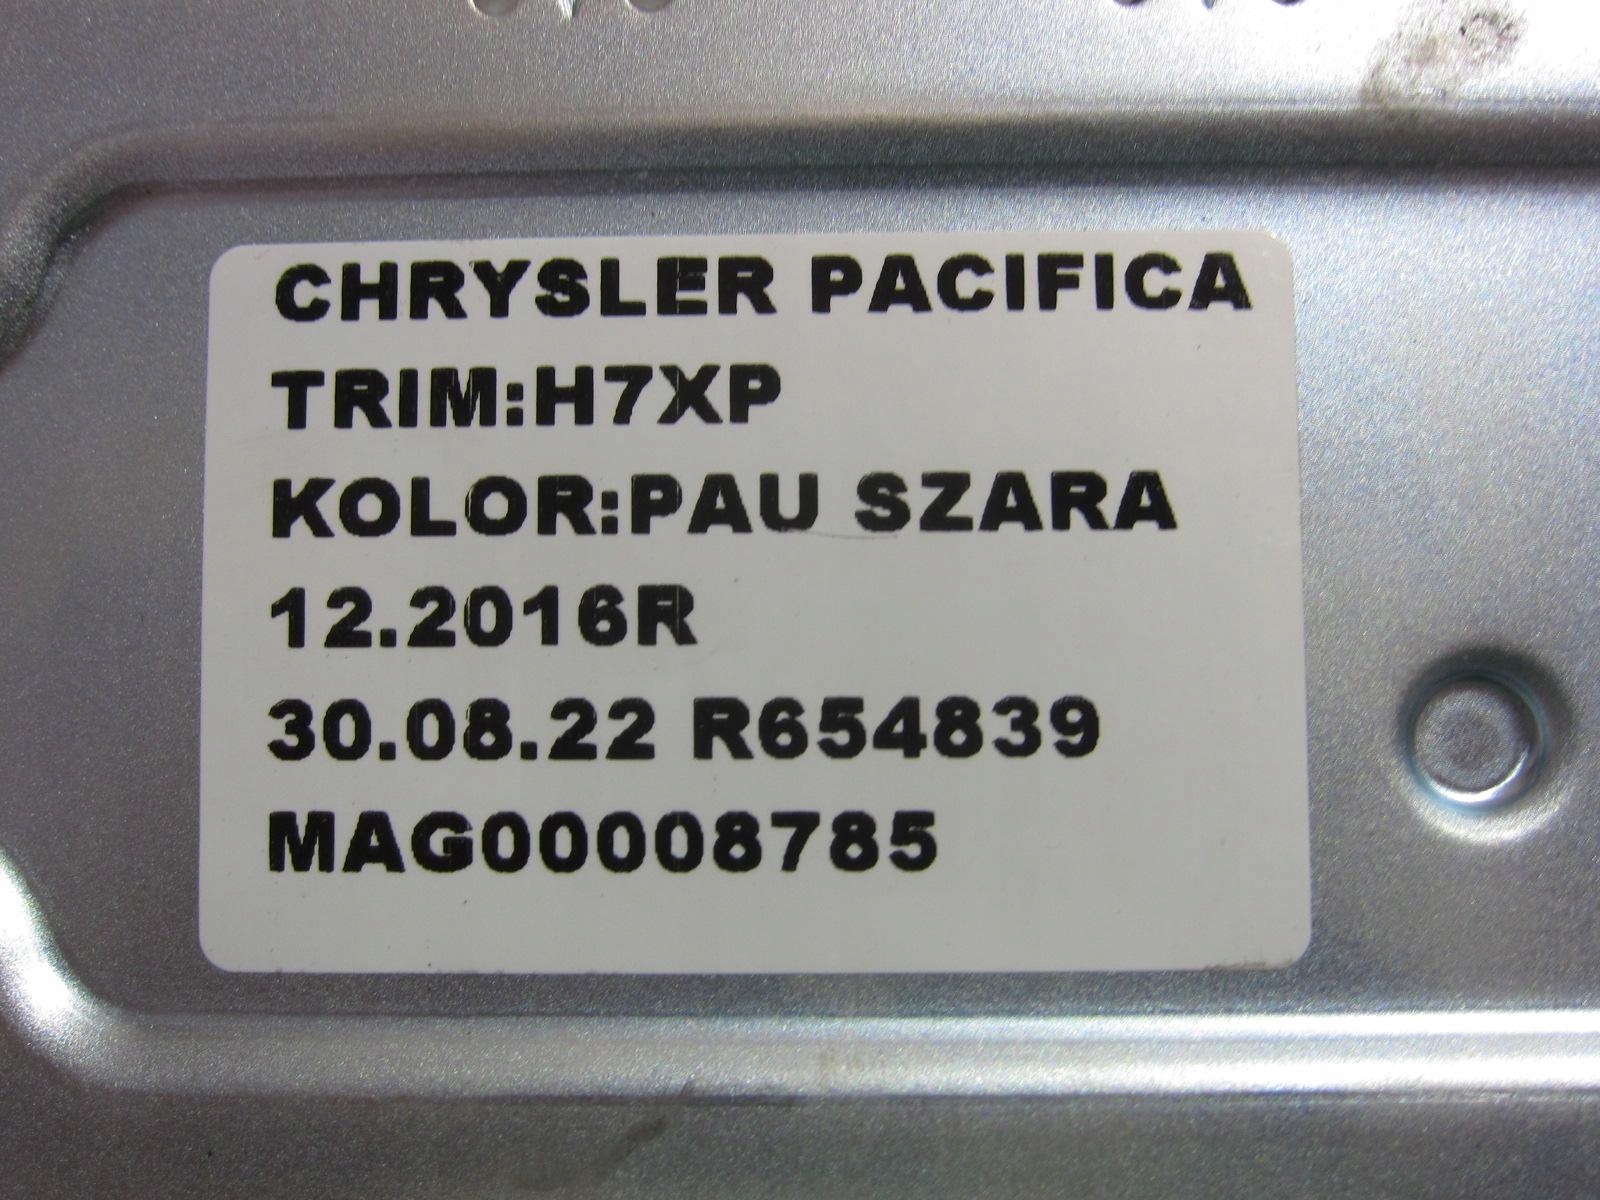 CHRYSLER PACIFICA
TRIM:H7XP
KOLOR:PAU SZARA
12.2016R
30.08.22 R654839
MAG00008785